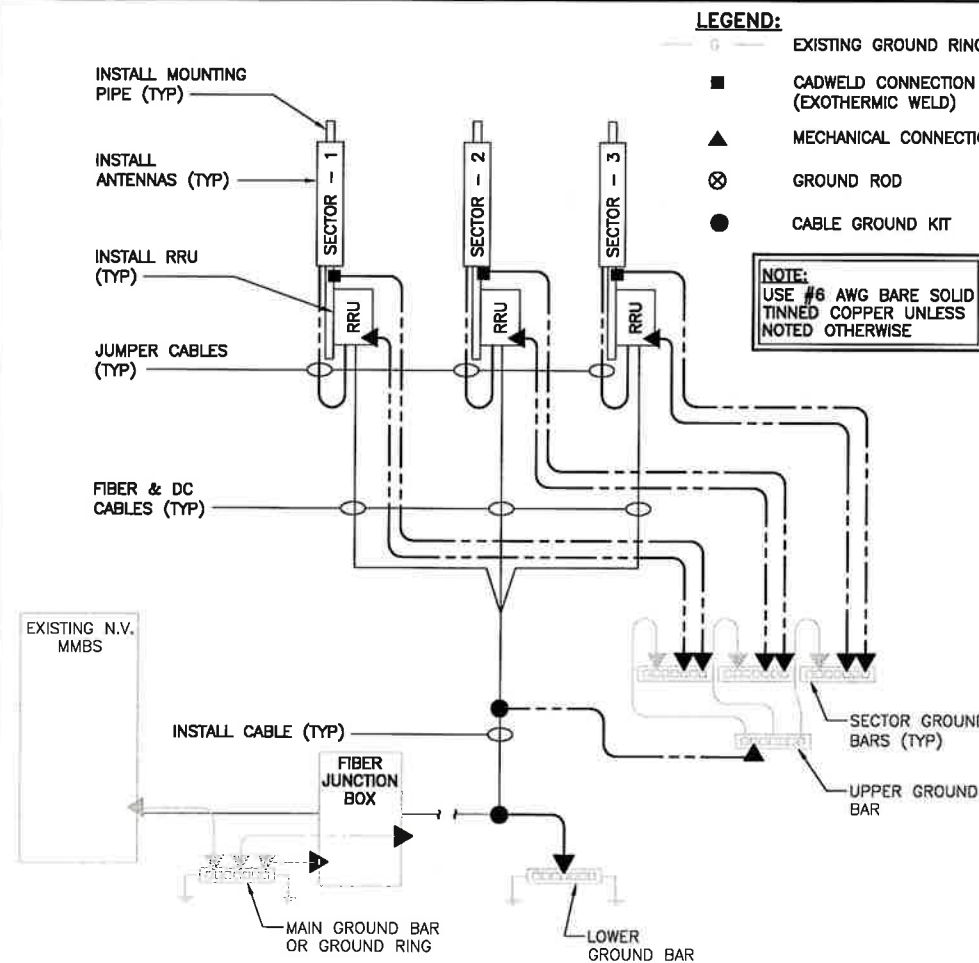 LEGEND:
G
EXISTING GROUND RING
CADWELD CONNECTION
(EXOTHERMIC WELD)
MECHANICAL
GROUND ROD
CABLE GROUND KIT
NOTE:
USE #6 AWG BARE SOLID
TINNED COPPER UNLESS
NOTED OTHERWISE
INSTALL MOUNTING
PIPE (TYP)
INSTALL
ANTENNAS (TYP)
INSTALL RRU
(TYP)
JUMPER CABLES
(TYP)
FIBER & DC
CABLES (TYP)
SECTOR - 1
SECTOR - 2
SECTOR - 3
RRU
RRU
RRU
EXISTING N.V.
MMBS
INSTALL CABLE (TYP)
FIBER
JUNCTION
BOX
SECTOR GROUND
BARS (TYP)
UPPER GROUND
BAR
MAIN GROUND BAR
OR GROUND RING
LOWER
GROUND BAR